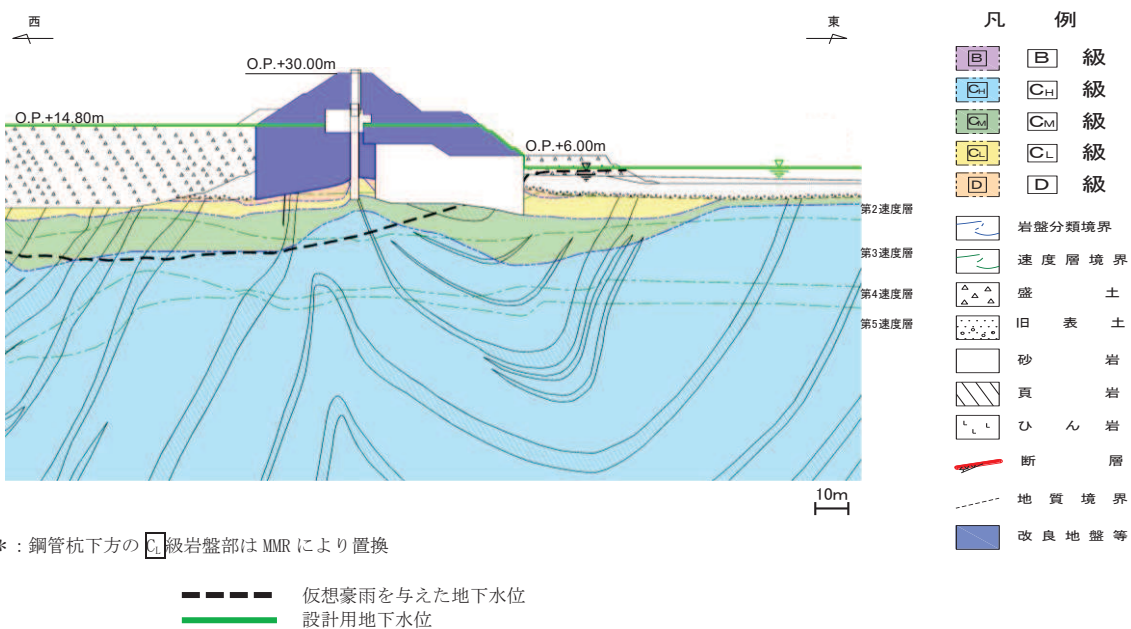 西
東
O.P.+30.00m
O.P.+14.80m
O.P.+6.00m
第2速度層
第3速度層
第4速度層
第5速度層
10m
凡 例
B B 級
CH CH 級
CM CM 級
CL CL 級
D D 級
岩盤分類境界
速度層境界
盛土
旧表土
砂岩
頁岩
ひん岩
断層
地質境界
改良地盤等
*：鋼管杭下方のCL級岩盤部はMMRにより置換
仮想豪雨を与えた地下水位
設計用地下水位